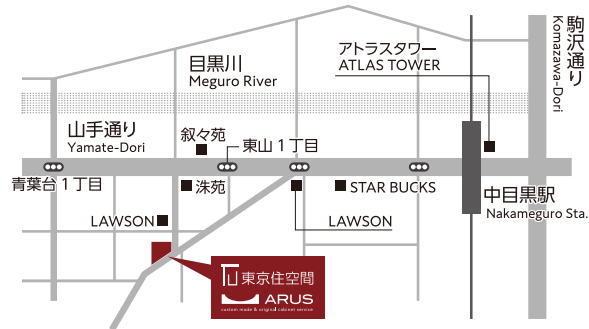 駒沢通り
Komazawa-Dori
アトラスタワー
ATLAS TOWER
目黒川
Meguro River
山手通り
Yamate-Dori
叙々苑
東山1丁目
青葉台1丁目
洙苑
STAR BUCKS
中目黒駅
Nakameguro Sta.
LAWSON
LAWSON
東京住空間
ARUS
custom made & original cabinet service